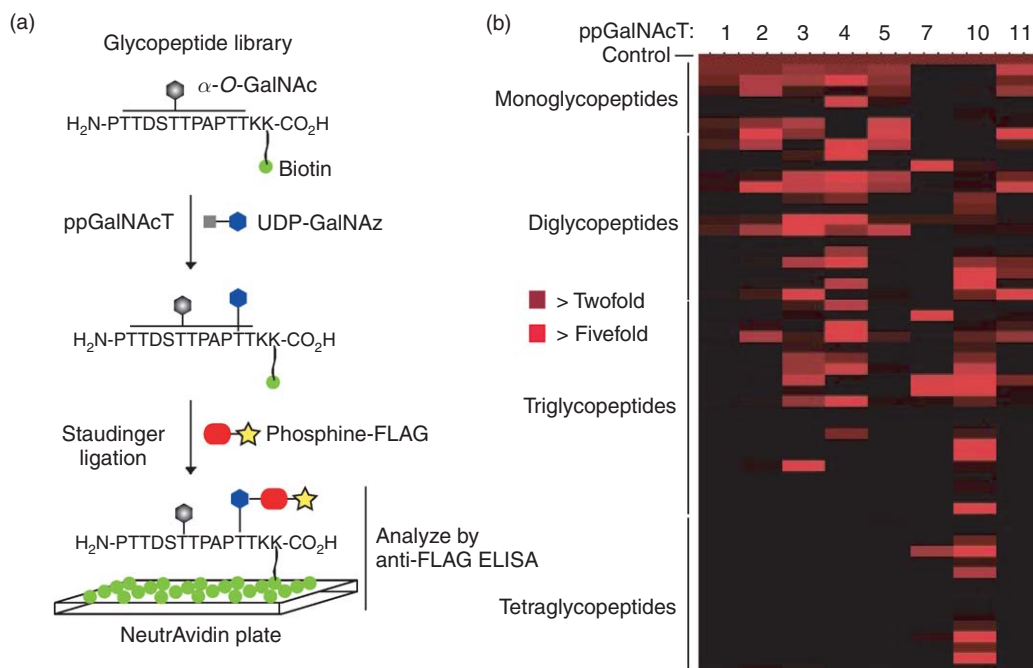 (a)
Glycopeptide library
α-O-GalNAc
H2N-PTTDSTTPAPTTKK-CO2H
Biotin
ppGalNAcT
UDP-GalNAz
H2N-PTTDSTTPAPTTKK-CO2H
Staudinger
ligation
Phosphine-FLAG
H2N-PTTDSTTPAPTTKK-CO2H
Analyze by
anti-FLAG ELISA
NeutrAvidin plate
(b)
ppGalNAcT: 1 2 3 4 5 7 10 11
Control
Monoglycopeptides
Diglycopeptides
> Twofold
> Fivefold
Triglycopeptides
Tetraglycopeptides